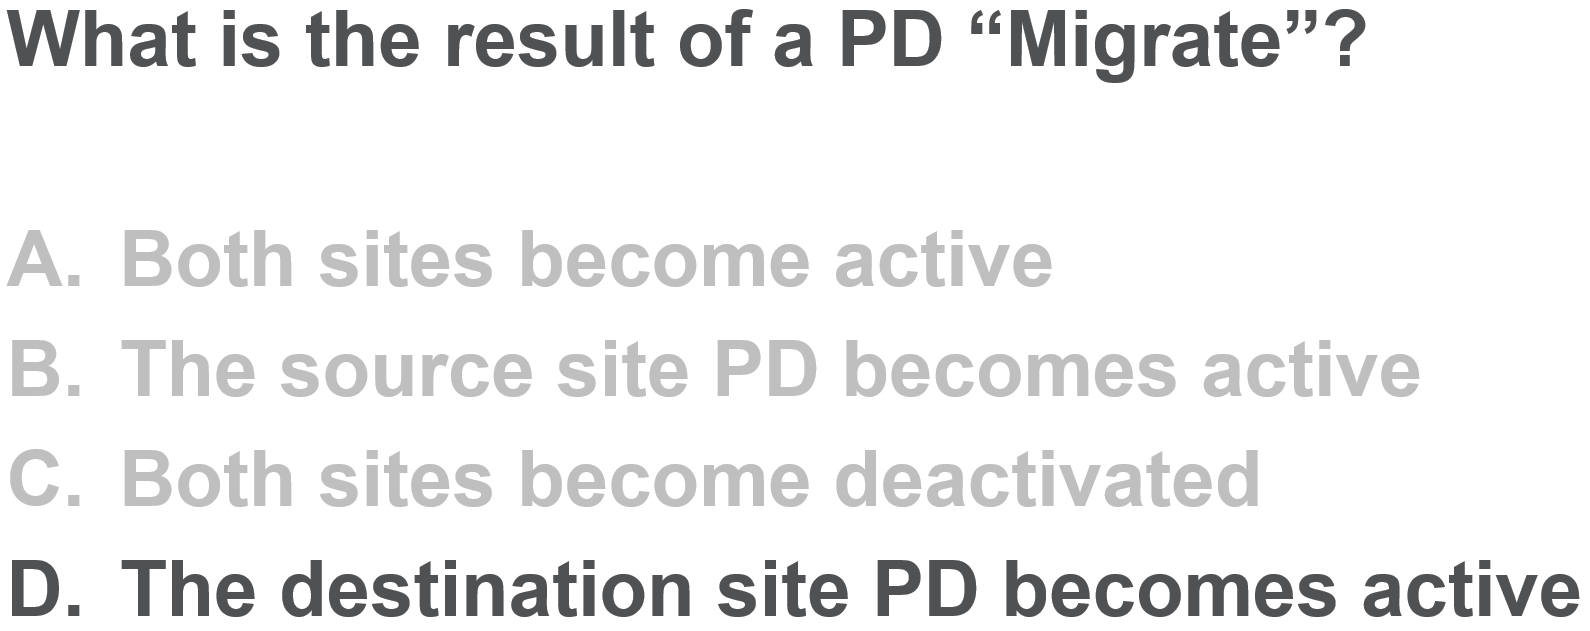 What is the result of a PD “Migrate”?
A. Both sites become active
B. The source site PD becomes active
C. Both sites become deactivated
D. The destination site PD becomes active